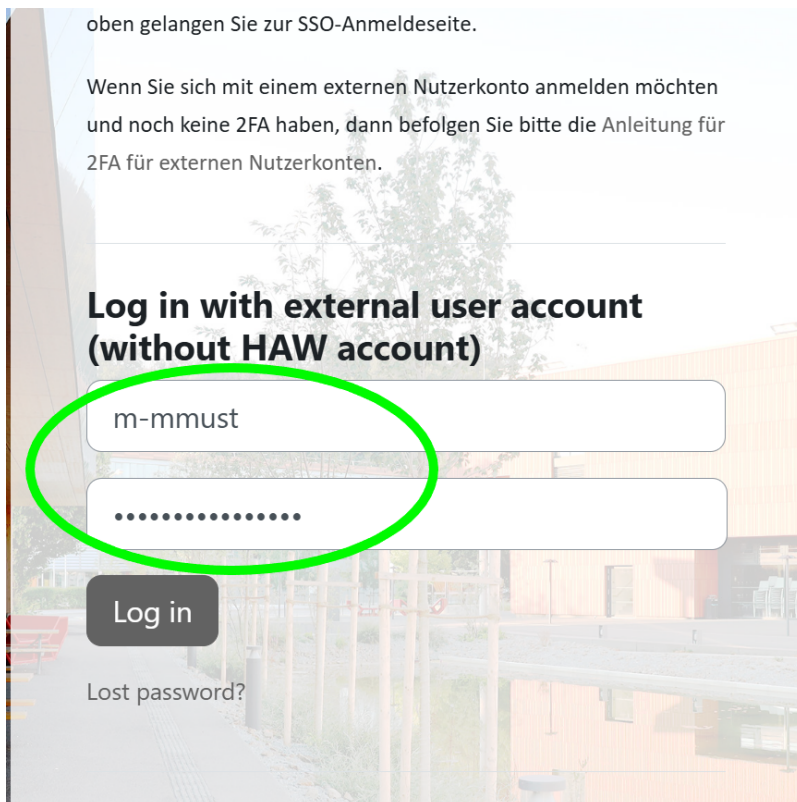 oben gelangen Sie zur SSO-Anmeldeseite.
Wenn Sie sich mit einem externen Nutzerkonto anmelden möchten
und noch keine 2FA haben, dann befolgen Sie bitte die Anleitung für
2FA für externen Nutzerkonten.
Log in with external user account
(without HAW account)
m-mmust
••••••••••••••••
Log in
Lost password?